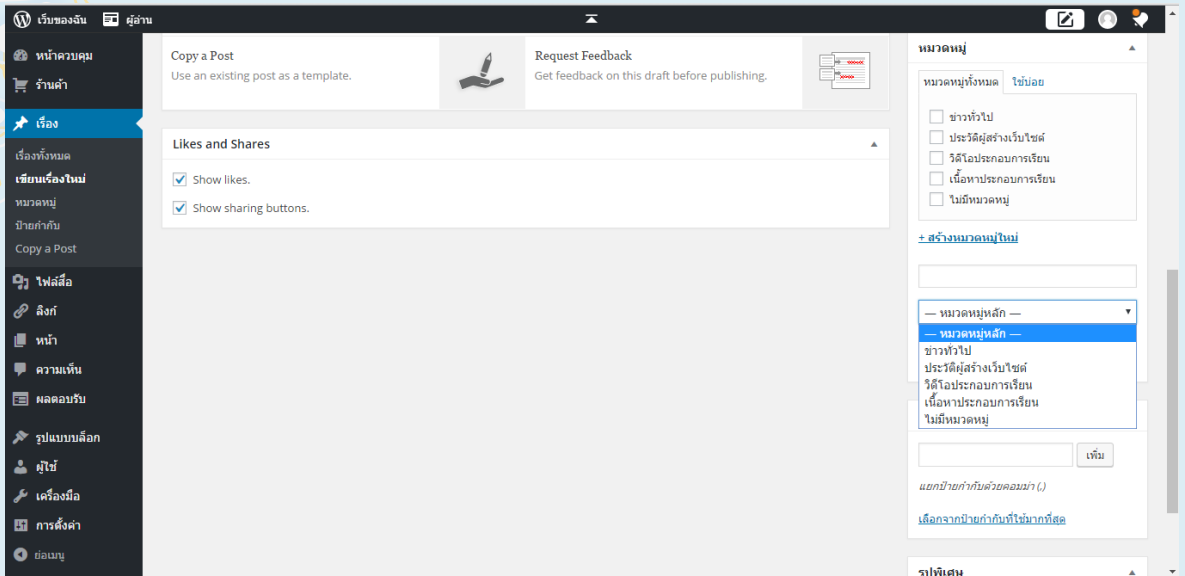 เว็บของฉัน
ผู้อ่าน
หน้าควบคุม
ร้านค้า
เรื่อง
เรื่องทั้งหมด
เขียนเรื่องใหม่
หมวดหมู่
ป้ายกำกับ
Copy a Post
ไฟล์สื่อ
ลิงก์
หน้า
ความเห็น
ผลตอบรับ
รูปแบบบล็อก
ผู้ใช้
เครื่องมือ
การตั้งค่า
ย่อเมนู
Copy a Post
Use an existing post as a template.
Request Feedback
Get feedback on this draft before publishing.
Likes and Shares
Show likes.
Show sharing buttons.
หมวดหมู่
หมวดหมู่ทั้งหมด
ใช้บ่อย
ข่าวทั่วไป
ประวัติผู้สร้างเว็บไซต์
วิดีโอประกอบการเรียน
เนื้อหาประกอบการเรียน
ไม่มีหมวดหมู่
+ สร้างหมวดหมู่ใหม่
— หมวดหมู่หลัก —
— หมวดหมู่หลัก —
ข่าวทั่วไป
ประวัติผู้สร้างเว็บไซต์
วิดีโอประกอบการเรียน
เนื้อหาประกอบการเรียน
ไม่มีหมวดหมู่
เพิ่ม
แยกป้ายกำกับด้วยคอมม่า (,)
เลือกจากป้ายกำกับที่ใช้มากที่สุด
รูปพิเศษ